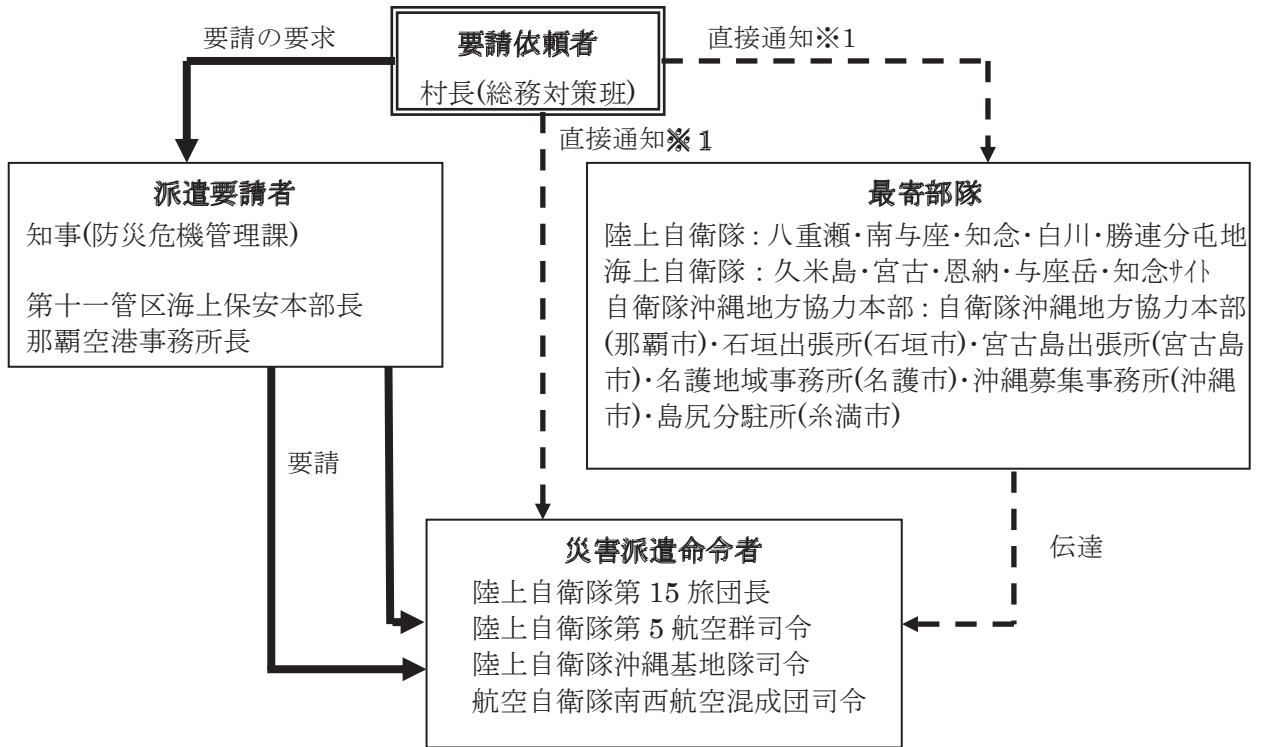 要請の要求
要請依頼者
村長(総務対策班)
直接通知※1
直接通知※1
派遣要請者
知事(防災危機管理課)
第十一管区海上保安本部長
那覇空港事務所長
最寄部隊
陸上自衛隊：八重瀬・南与座・知念・白川・勝連分屯地
海上自衛隊：久米島・宮古・恩納・与座岳・知念ｻｲﾄ
自衛隊沖縄地方協力本部：自衛隊沖縄地方協力本部
(那覇市)・石垣出張所(石垣市)・宮古島出張所(宮古島
市)・名護地域事務所(名護市)・沖縄募集事務所(沖縄
市)・島尻分駐所(糸満市)
要請
伝達
災害派遣命令者
陸上自衛隊第 15 旅団長
陸上自衛隊第 5 航空群司令
陸上自衛隊沖縄基地隊司令
航空自衛隊南西航空混成団司令